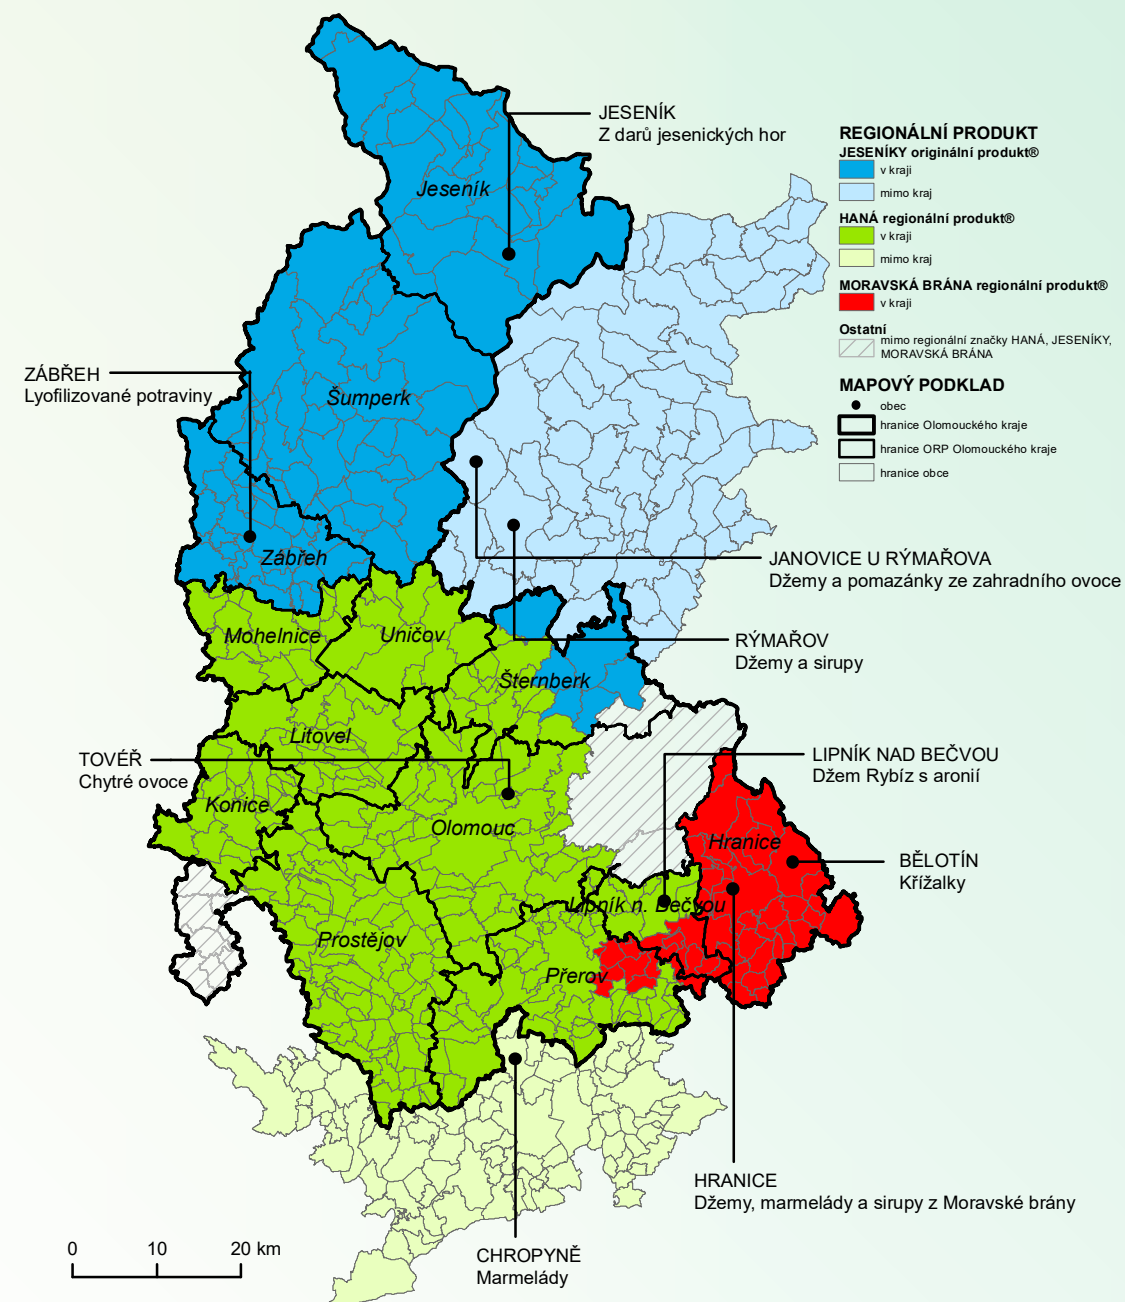 JESENÍK
Z darů jesenických hor
REGIONÁLNÍ PRODUKT
JESENÍKY originální produkt®
v kraji
mimo kraj
HANÁ regionální produkt®
v kraji
mimo kraj
MORAVSKÁ BRÁNA regionální produkt®
v kraji
Ostatní
mimo regionální značky HANÁ, JESENÍKY,
MORAVSKÁ BRÁNA
MAPOVÝ PODKLAD
obec
hranice Olomouckého kraje
hranice ORP Olomouckého kraje
hranice obce
Jeseník
ZÁBŘEH
Lyofilizované potraviny
Šumperk
Zábřeh
JANOVICE U RÝMAŘOVA
Džemy a pomazánky ze zahradního ovoce
Mohelnice
Uničov
RÝMAŘOV
Džemy a sirupy
Šternberk
Litovel
TOVÉŘ
Chytré ovoce
LIPNÍK NAD BEČVOU
Džem Rybíz s aronií
Konice
Olomouc
Hranice
BĚLOTÍN
Křížalky
Lipník n. Bečvou
Prostějov
Přerov
HRANICE
Džemy, marmelády a sirupy z Moravské brány
CHROPYNĚ
Marmelády
0 10 20 km